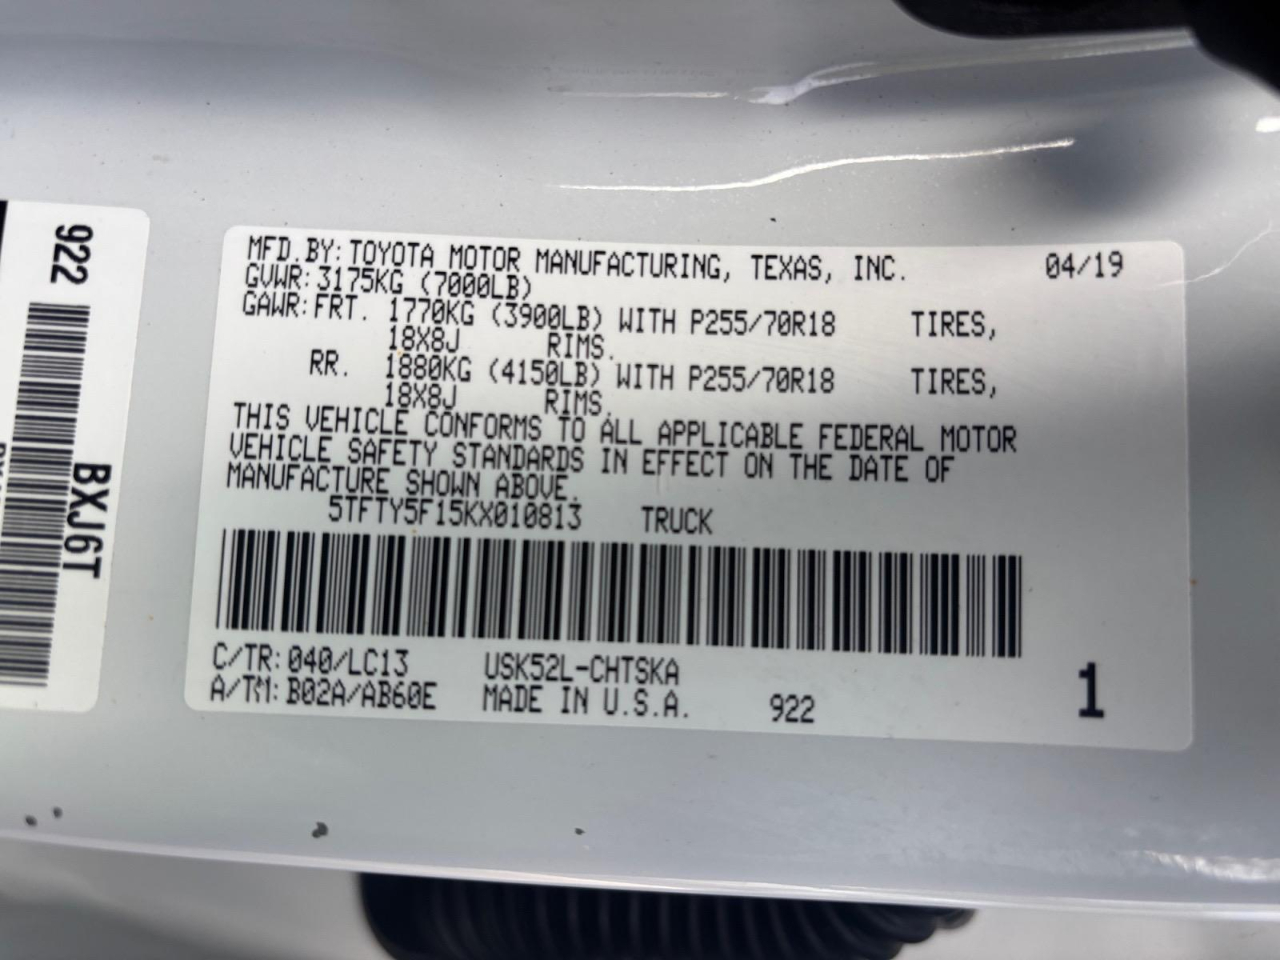 922
BXJ6T
MFD.BY: TOYOTA MOTOR MANUFACTURING, TEXAS, INC. 04/19
GVWR: 3175KG (7000LB)
GAWR: FRT. 1770KG (3900LB) WITH P255/70R18 TIRES,
18X8J RIMS.
RR. 1880KG (4150LB) WITH P255/70R18 TIRES,
18X8J RIMS.
THIS VEHICLE CONFORMS TO ALL APPLICABLE FEDERAL MOTOR
VEHICLE SAFETY STANDARDS IN EFFECT ON THE DATE OF
MANUFACTURE SHOWN ABOVE.
5TFTY5F15KX010813 TRUCK
C/TR: 040/LC13 USK52L-CHTSKA
A/TM: B02A/AB60E MADE IN U.S.A. 922 1